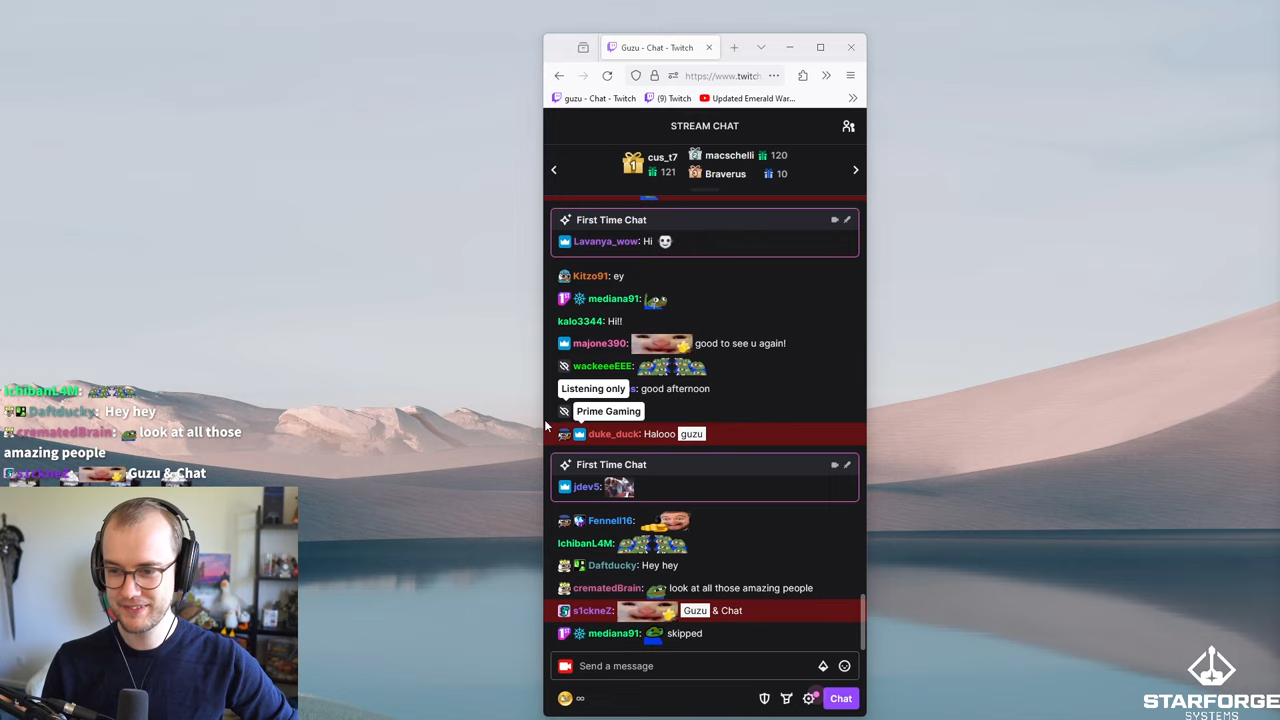 Guzu - Chat - Twitch
https://www.twitch
guzu - Chat - Twitch
(9) Twitch
Updated Emerald War...
STREAM CHAT
1
cus_t7
121
macschelli 120
Braverus 10
First Time Chat
Lavanya_wow: Hi
Kitzo91: ey
mediana91:
kalo3344: Hi!!
majone390: good to see u again!
wackeeeEEE:
Listening only s: good afternoon
Prime Gaming
duke_duck: Halooo guzu
First Time Chat
jdev5:
Fennell16:
IchibanL4M:
Daftducky: Hey hey
crematedBrain: look at all those amazing people
s1ckneZ: Guzu & Chat
mediana91: skipped
Send a message
∞
Chat
IchibanL4M:
Daftducky: Hey hey
crematedBrain: look at all those
amazing people
s1ckneZ: Guzu & Chat
STARFORGE
SYSTEMS